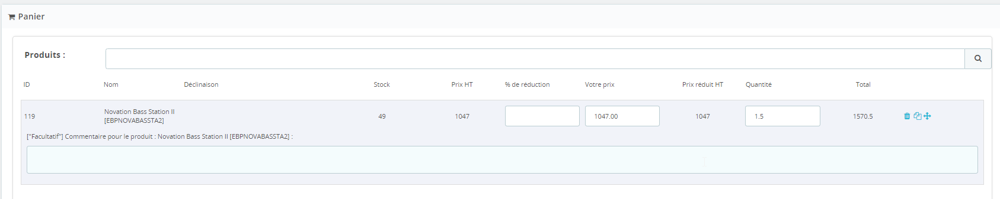 Panier
Produits :
ID Nom Déclinaison Stock Prix HT % de réduction Votre prix Prix réduit HT Quantité Total
119 Novation Bass Station II [EBPNOVABASSTA2] 49 1047 1047.00 1047 1.5 1570.5
["Facultatif"] Commentaire pour le produit : Novation Bass Station II [EBPNOVABASSTA2] :